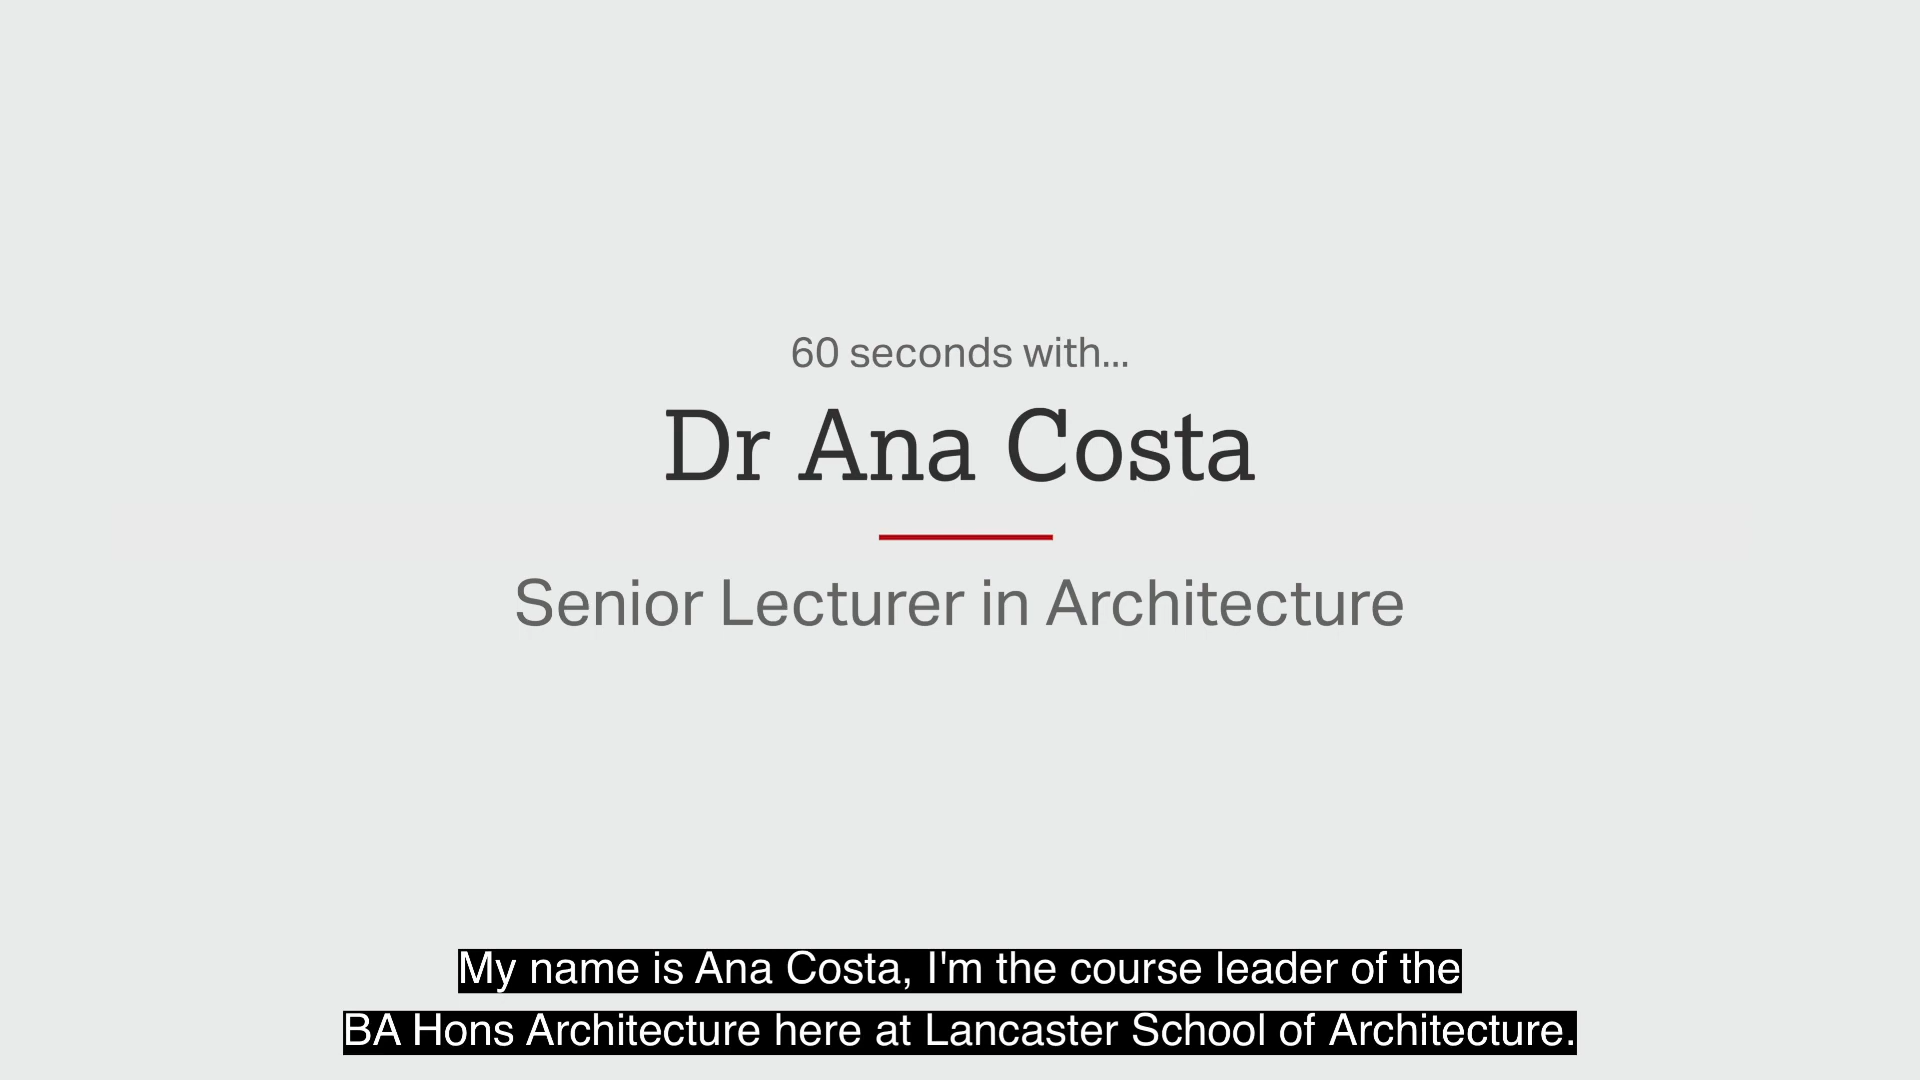 60 seconds with...
Dr Ana Costa
Senior Lecturer in Architecture
My name is Ana Costa, I'm the course leader of the
BA Hons Architecture here at Lancaster School of Architecture.